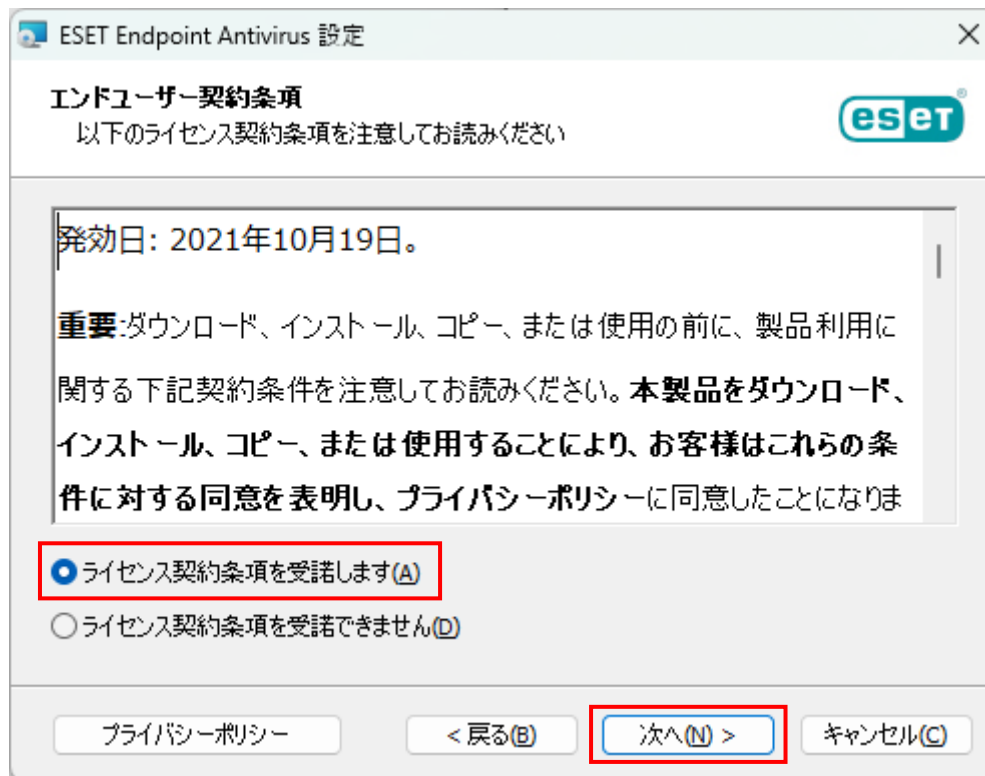 ESET Endpoint Antivirus 設定
エンドユーザー契約条項
以下のライセンス契約条項を注意してお読みください
eset®
発効日: 2021年10月19日。
重要:ダウンロード、インストール、コピー、または使用の前に、製品利用に
関する下記契約条件を注意してお読みください。本製品をダウンロード、
インストール、コピー、または使用することにより、お客様はこれらの条
件に対する同意を表明し、プライバシーポリシーに同意したことになりま
ライセンス契約条項を受諾します(A)
ライセンス契約条項を受諾できません(D)
プライバシーポリシー
< 戻る(B)
次へ(N) >
キャンセル(C)